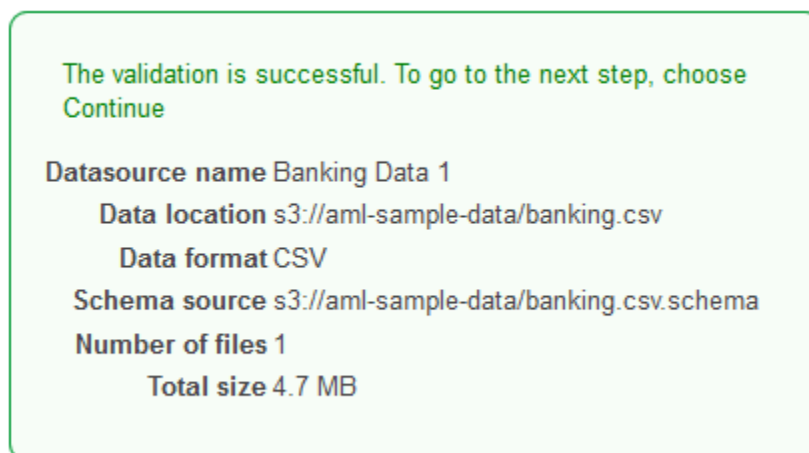 The validation is successful. To go to the next step, choose
Continue
Datasource name Banking Data 1
Data location s3://aml-sample-data/banking.csv
Data format CSV
Schema source s3://aml-sample-data/banking.csv.schema
Number of files 1
Total size 4.7 MB